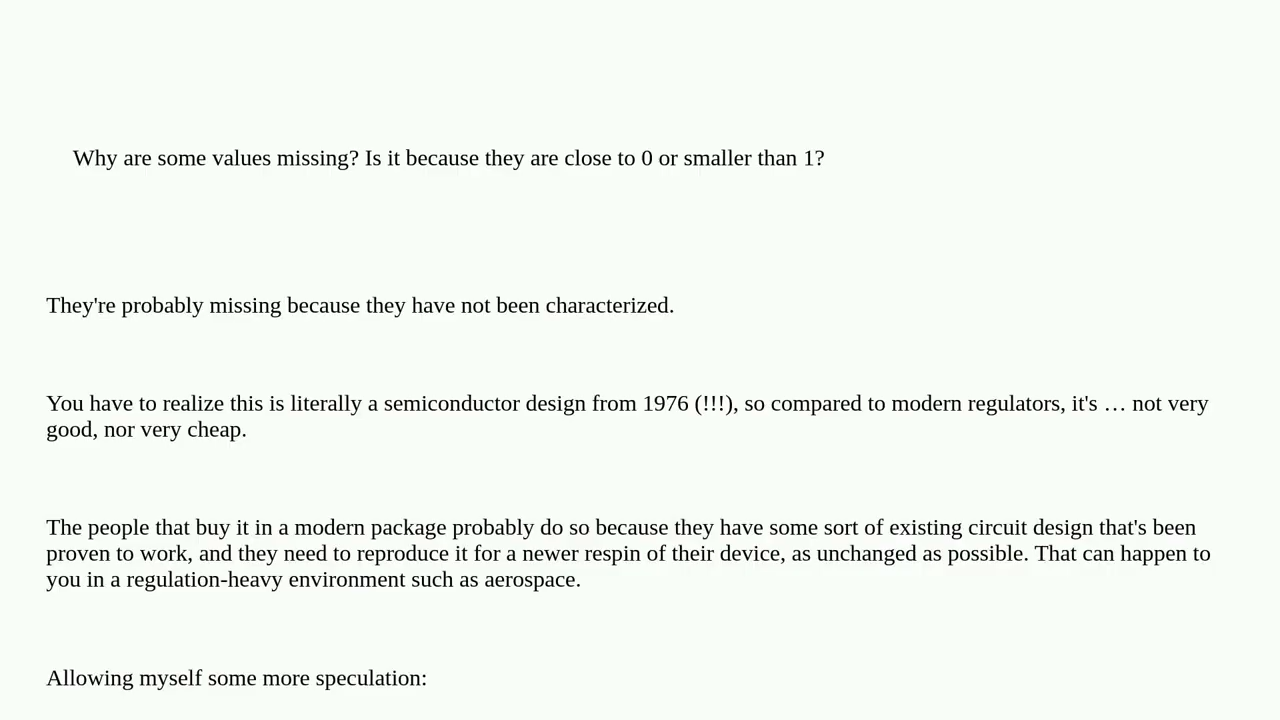 Why are some values missing? Is it because they are close to 0 or smaller than 1?
They're probably missing because they have not been characterized.
You have to realize this is literally a semiconductor design from 1976 (!!!), so compared to modern regulators, it's … not very
good, nor very cheap.
The people that buy it in a modern package probably do so because they have some sort of existing circuit design that's been
proven to work, and they need to reproduce it for a newer respin of their device, as unchanged as possible. That can happen to
you in a regulation-heavy environment such as aerospace.
Allowing myself some more speculation: